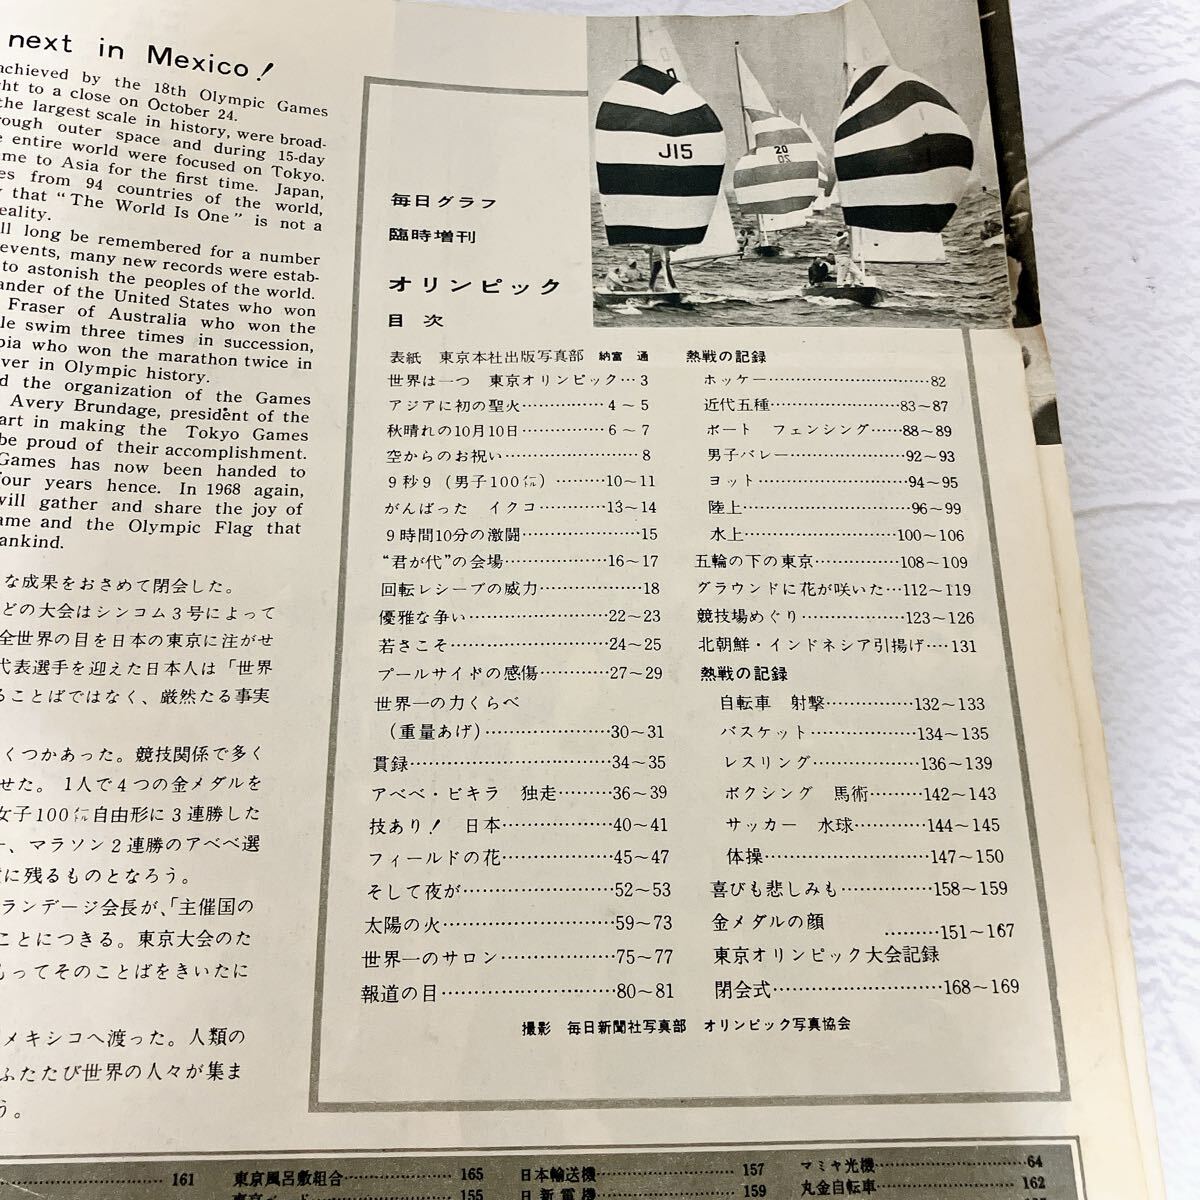 next in Mexico!
achieved by the 18th Olympic Games
ght to a close on October 24.
the largest scale in history, were broad-
rough outer space and during 15-day
e entire world were focused on Tokyo.
me to Asia for the first time. Japan,
es from 94 countries of the world,
y that "The World Is One" is not a
eality.
ll long be remembered for a number
events, many new records were estab-
to astonish the peoples of the world.
ander of the United States who won
Fraser of Australia who won the
le swim three times in succession,
pia who won the marathon twice in
ver in Olympic history.
d the organization of the Games
Avery Brundage, president of the
art in making the Tokyo Games
be proud of their accomplishment.
Games has now been handed to
four years hence. In 1968 again,
will gather and share the joy of
ame and the Olympic Flag that
ankind.
な成果をおさめて閉会した。
どの大会はシンコム3号によって
全世界の目を日本の東京に注がせ
代表選手を迎えた日本人は「世界
ることばではなく、厳然たる事実
くつかあった。競技関係で多く
せた。 1人で4つの金メダルを
女子100㍍自由形に3連勝した
ー、マラソン2連勝のアベベ選
に残るものとなろう。
ランデージ会長が、「主催国の
ことにつきる。東京大会のた
もってそのことばをきいたに
メキシコへ渡った。人類の
ふたたび世界の人々が集ま
う。
J15
20
毎日グラフ
臨時増刊
オリンピック
目次
表紙 東京本社出版写真部 納富 通
世界は一つ 東京オリンピック…3
アジアに初の聖火……………4～5
秋晴れの10月10日……………6～7
空からのお祝い……………………8
9秒9（男子100㍍）………10～11
がんばった イクコ…………13～14
9時間10分の激闘…………………15
“君が代”の会場………………16～17
回転レシーブの威力………………18
優雅な争い……………………22～23
若さこそ………………………24～25
プールサイドの感傷…………27～29
世界一の力くらべ
（重量あげ）…………………30～31
貫録……………………………34～35
アベベ・ビキラ 独走………36～39
技あり! 日本………………40～41
フィールドの花………………45～47
そして夜が……………………52～53
太陽の火………………………59～73
世界一のサロン………………75～77
報道の目………………………80～81
熱戦の記録
ホッケー…………………………82
近代五種……………………83～87
ボート フェンシング……88～89
男子バレー…………………92～93
ヨット………………………94～95
陸上…………………………96～99
水上………………………100～106
五輪の下の東京……………108～109
グラウンドに花が咲いた…112～119
競技場めぐり………………123～126
北朝鮮・インドネシア引揚げ‥‥131
熱戦の記録
自転車 射撃……………132～133
バスケット………………134～135
レスリング………………136～139
ボクシング 馬術………142～143
サッカー 水球…………144～145
体操………………………147～150
喜びも悲しみも……………158～159
金メダルの顔
………151～167
東京オリンピック大会記録
閉会式………………………168～169
撮影 毎日新聞社写真部 オリンピック写真協会
161
東京風呂敷組合……………165
155
日本輸送機……………157
日新電機……………159
マミヤ光機……………64
丸金自転車……………162